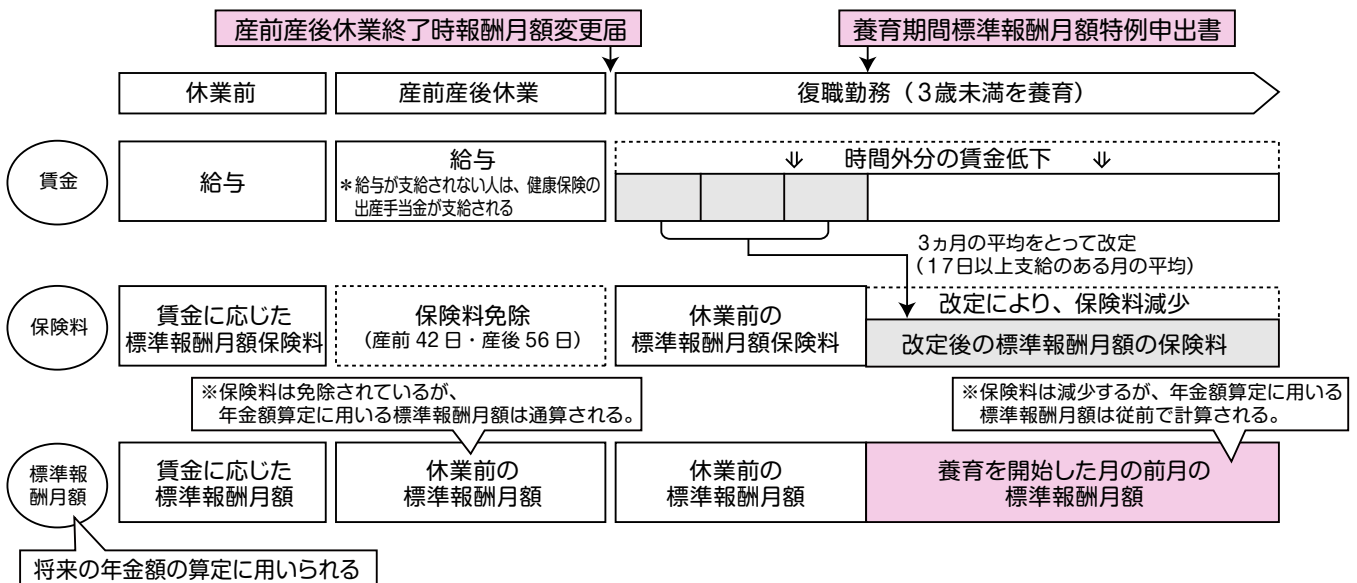 産前産後休業終了時報酬月額変更届
養育期間標準報酬月額特例申出書
休業前
産前産後休業
復職勤務（3歳未満を養育）
賃金
給与
給与
＊給与が支給されない人は、健康保険の
出産手当金が支給される
⇓ 時間外分の賃金低下 ⇓
3ヵ月の平均をとって改定
（17日以上支給のある月の平均）
保険料
賃金に応じた
標準報酬月額保険料
保険料免除
（産前42日・産後56日）
休業前の
標準報酬月額保険料
改定により、保険料減少
改定後の標準報酬月額の保険料
※保険料は免除されているが、
年金額算定に用いる標準報酬月額は通算される。
※保険料は減少するが、年金額算定に用いる
標準報酬月額は従前で計算される。
標準報
酬月額
賃金に応じた
標準報酬月額
休業前の
標準報酬月額
休業前の
標準報酬月額
養育を開始した月の前月の
標準報酬月額
将来の年金額の算定に用いられる